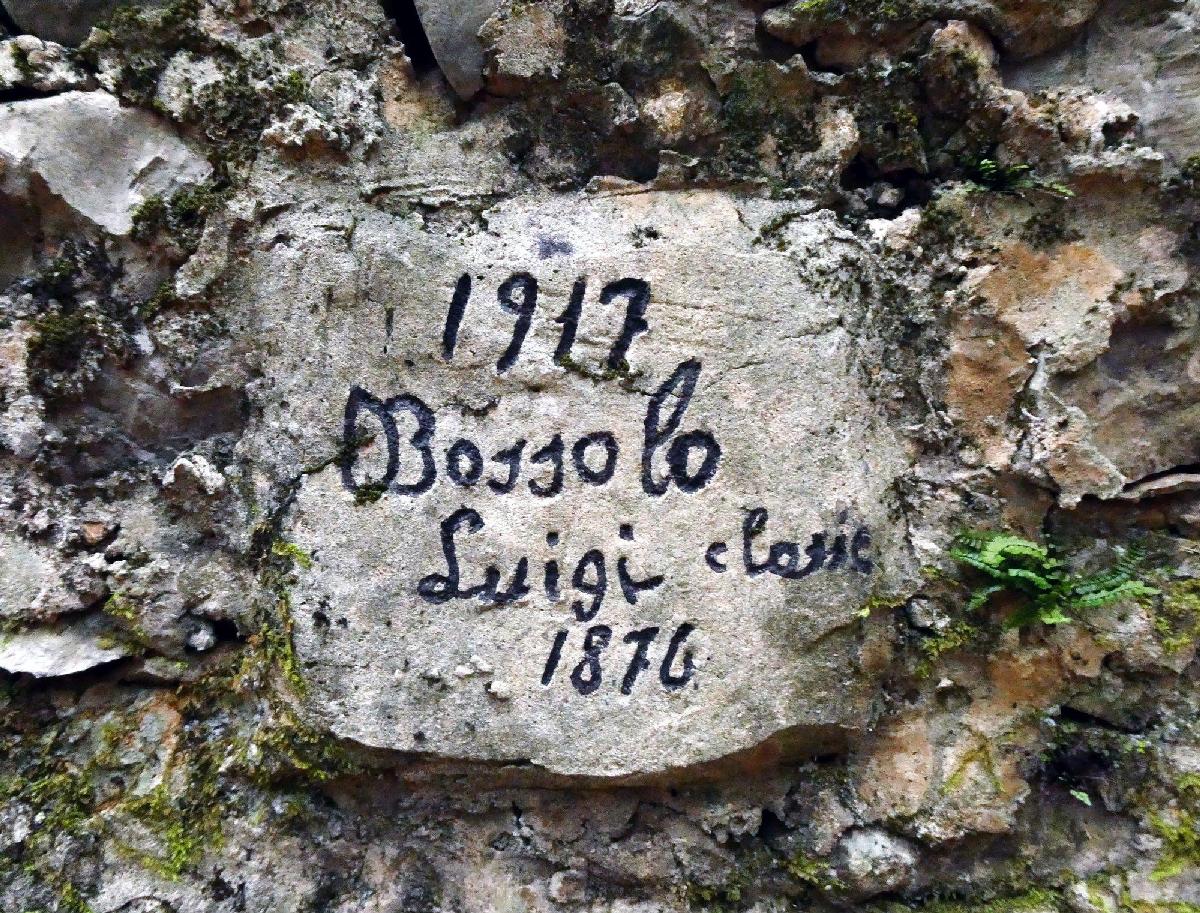 1917
Bossolo
Luigi classe
1876